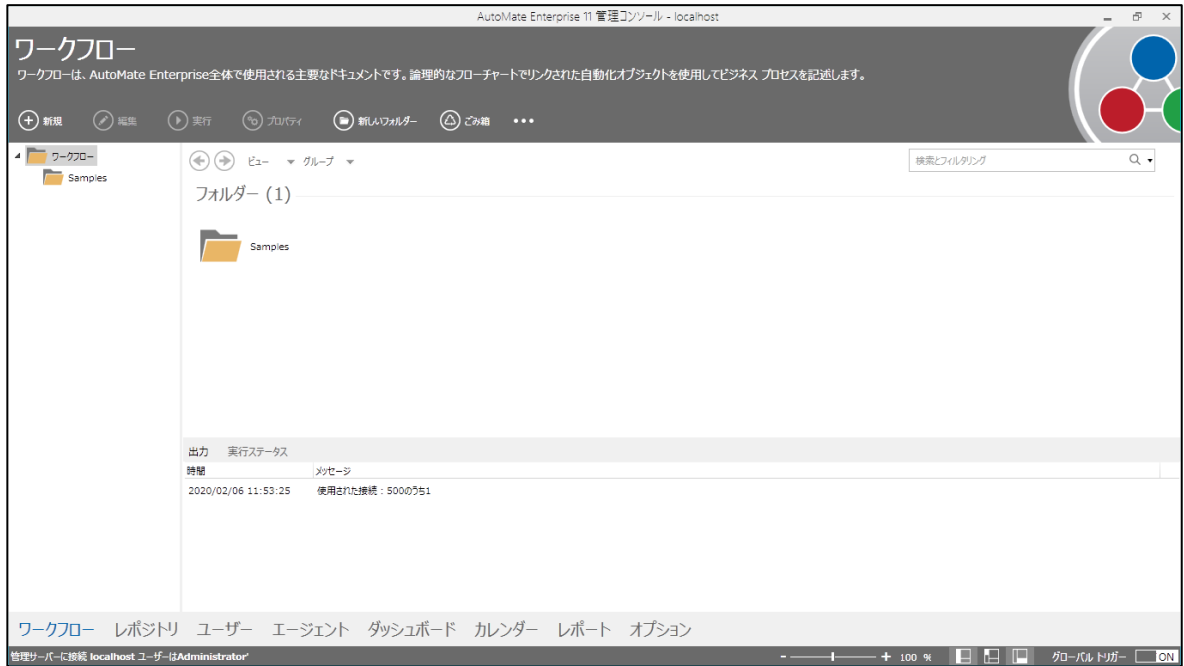 AutoMate Enterprise 11 管理コンソール - localhost
ワークフロー
ワークフローは、AutoMate Enterprise全体で使用される主要なドキュメントです。論理的なフローチャートでリンクされた自動化オブジェクトを使用してビジネス プロセスを記述します。
新規 編集 実行 プロパティ 新しいフォルダー ごみ箱 •••
ワークフロー
Samples
ビュー グループ
検索とフィルタリング
フォルダー (1)
Samples
出力 実行ステータス
時間 メッセージ
2020/02/06 11:53:25 使用された接続：500のうち1
ワークフロー レポジトリ ユーザー エージェント ダッシュボード カレンダー レポート オプション
管理サーバーに接続 localhost ユーザーはAdministrator'
- + 100 % グローバル トリガー ON